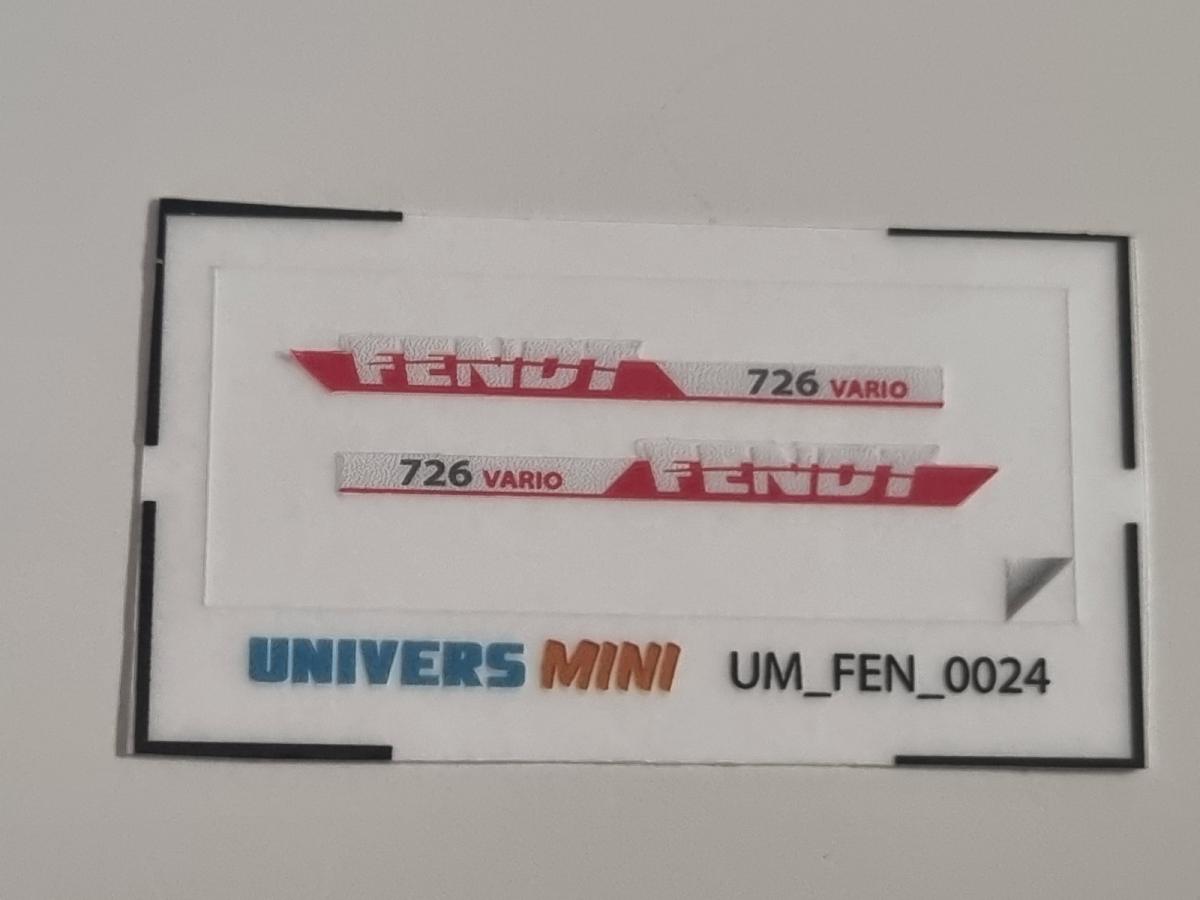 FENDT 726 VARIO
726 VARIO FENDT
UNIVERS MINI UM_FEN_0024